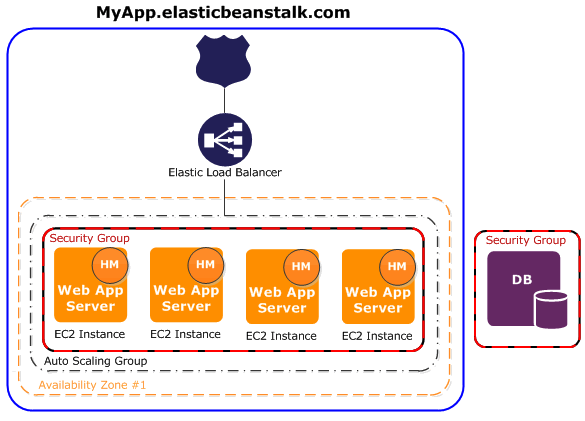 MyApp.elasticbeanstalk.com
Elastic Load Balancer
Security Group
HM
HM
HM
HM
Web App
Server
Web App
Server
Web App
Server
Web App
Server
EC2 Instance
EC2 Instance
EC2 Instance
EC2 Instance
Auto Scaling Group
Availability Zone #1
Security Group
DB